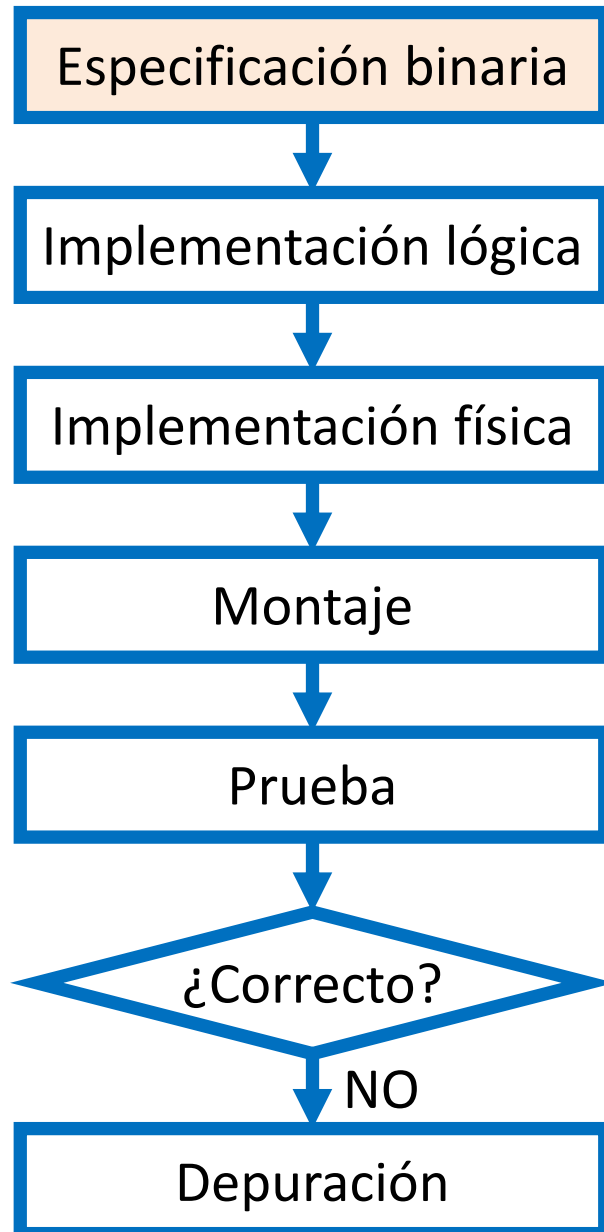 Especificación binaria
Implementación lógica
Implementación física
Montaje
Prueba
¿Correcto?
NO
Depuración